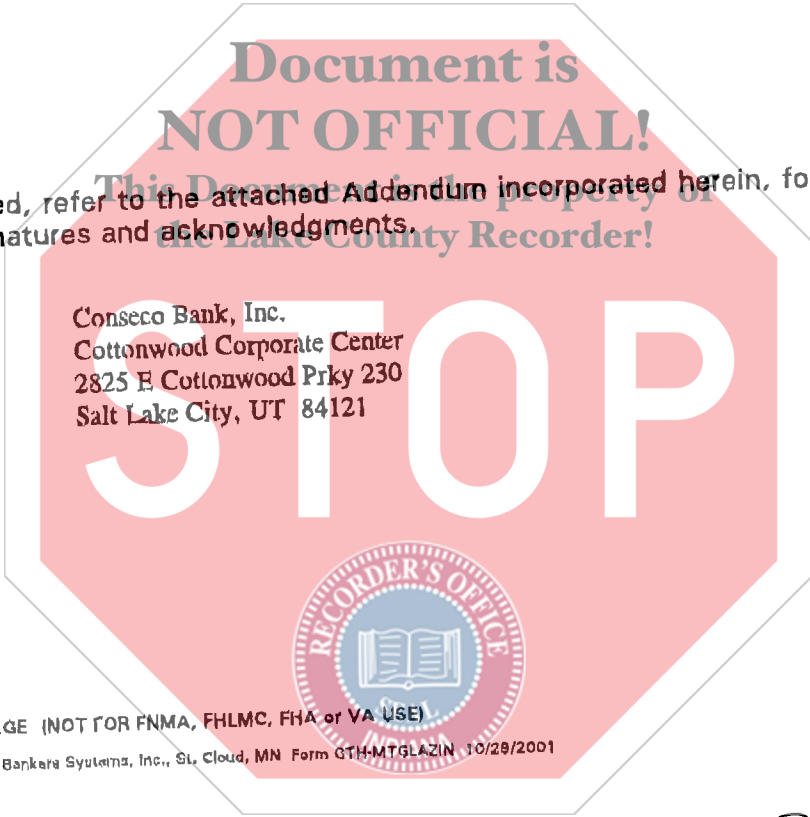 Document is
NOT OFFICIAL!
This Document is the property of
the Lake County Recorder!
ed, refer to the attached Addendum incorporated herein, fo
natures and acknowledgments.
Conseco Bank, Inc.
Cottonwood Corporate Center
2825 E Cottonwood Prky 230
Salt Lake City, UT 84121
STOP
RECORDER'S OFFICE
INDIANA
GE (NOT FOR FNMA, FHLMC, FHA or VA USE)
Bankers Systems, Inc., St. Cloud, MN Form GTH-MTGLAZIN 10/29/2001